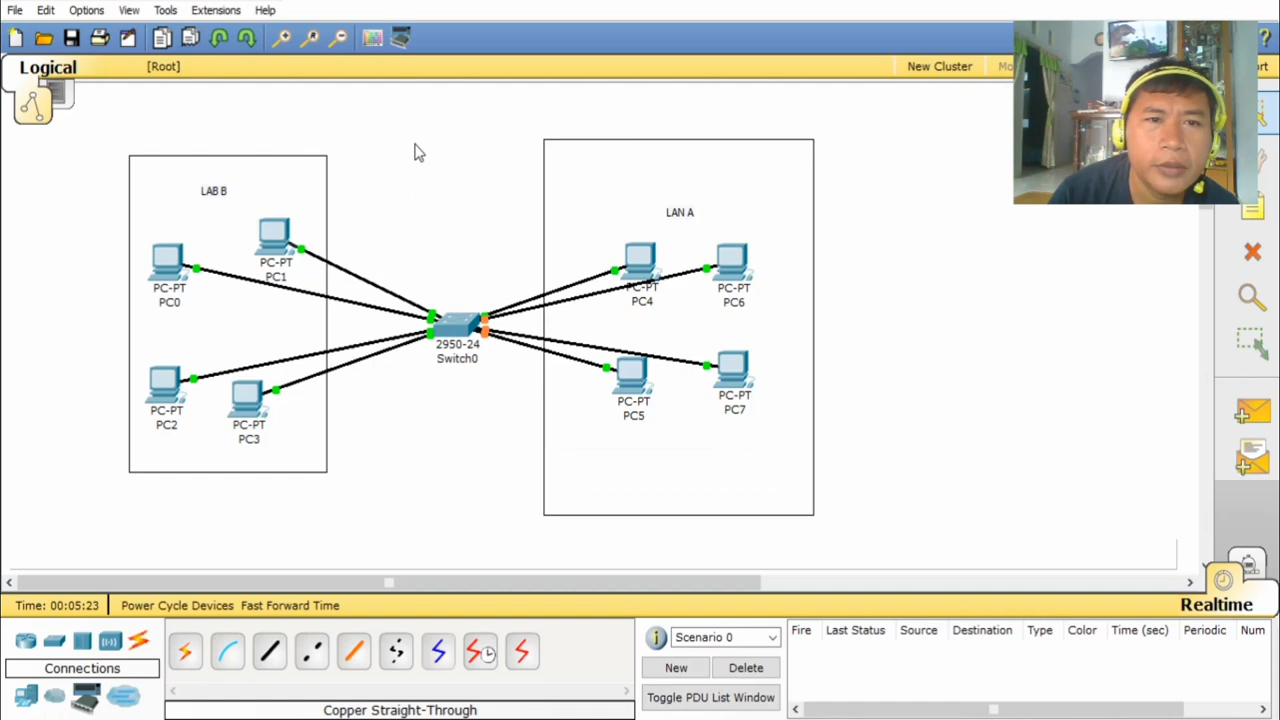 File Edit Options View Tools Extensions Help
?
Logical
[Root]
New Cluster
LAB B
LAN A
PC-PT
PC1
PC-PT
PC0
PC-PT
PC4
PC-PT
PC6
2950-24
Switch0
PC-PT
PC2
PC-PT
PC3
PC-PT
PC5
PC-PT
PC7
Time: 00:05:23
Power Cycle Devices Fast Forward Time
Realtime
Connections
Copper Straight-Through
Scenario 0
New
Delete
Toggle PDU List Window
Fire Last Status Source Destination Type Color Time (sec) Periodic Num